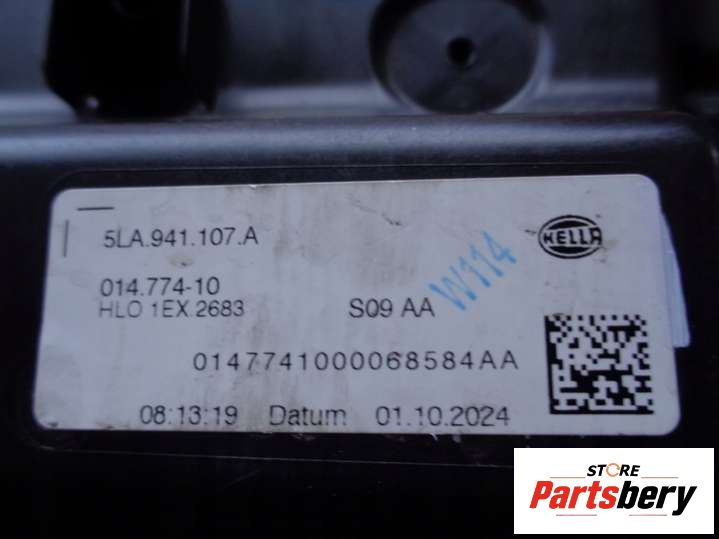 5LA.941.107.A
HELLA
014.774-10
HLO 1EX.2683
S09 AA
W114
0147741000068584AA
08:13:19 Datum 01.10.2024
STORE
Partsbery